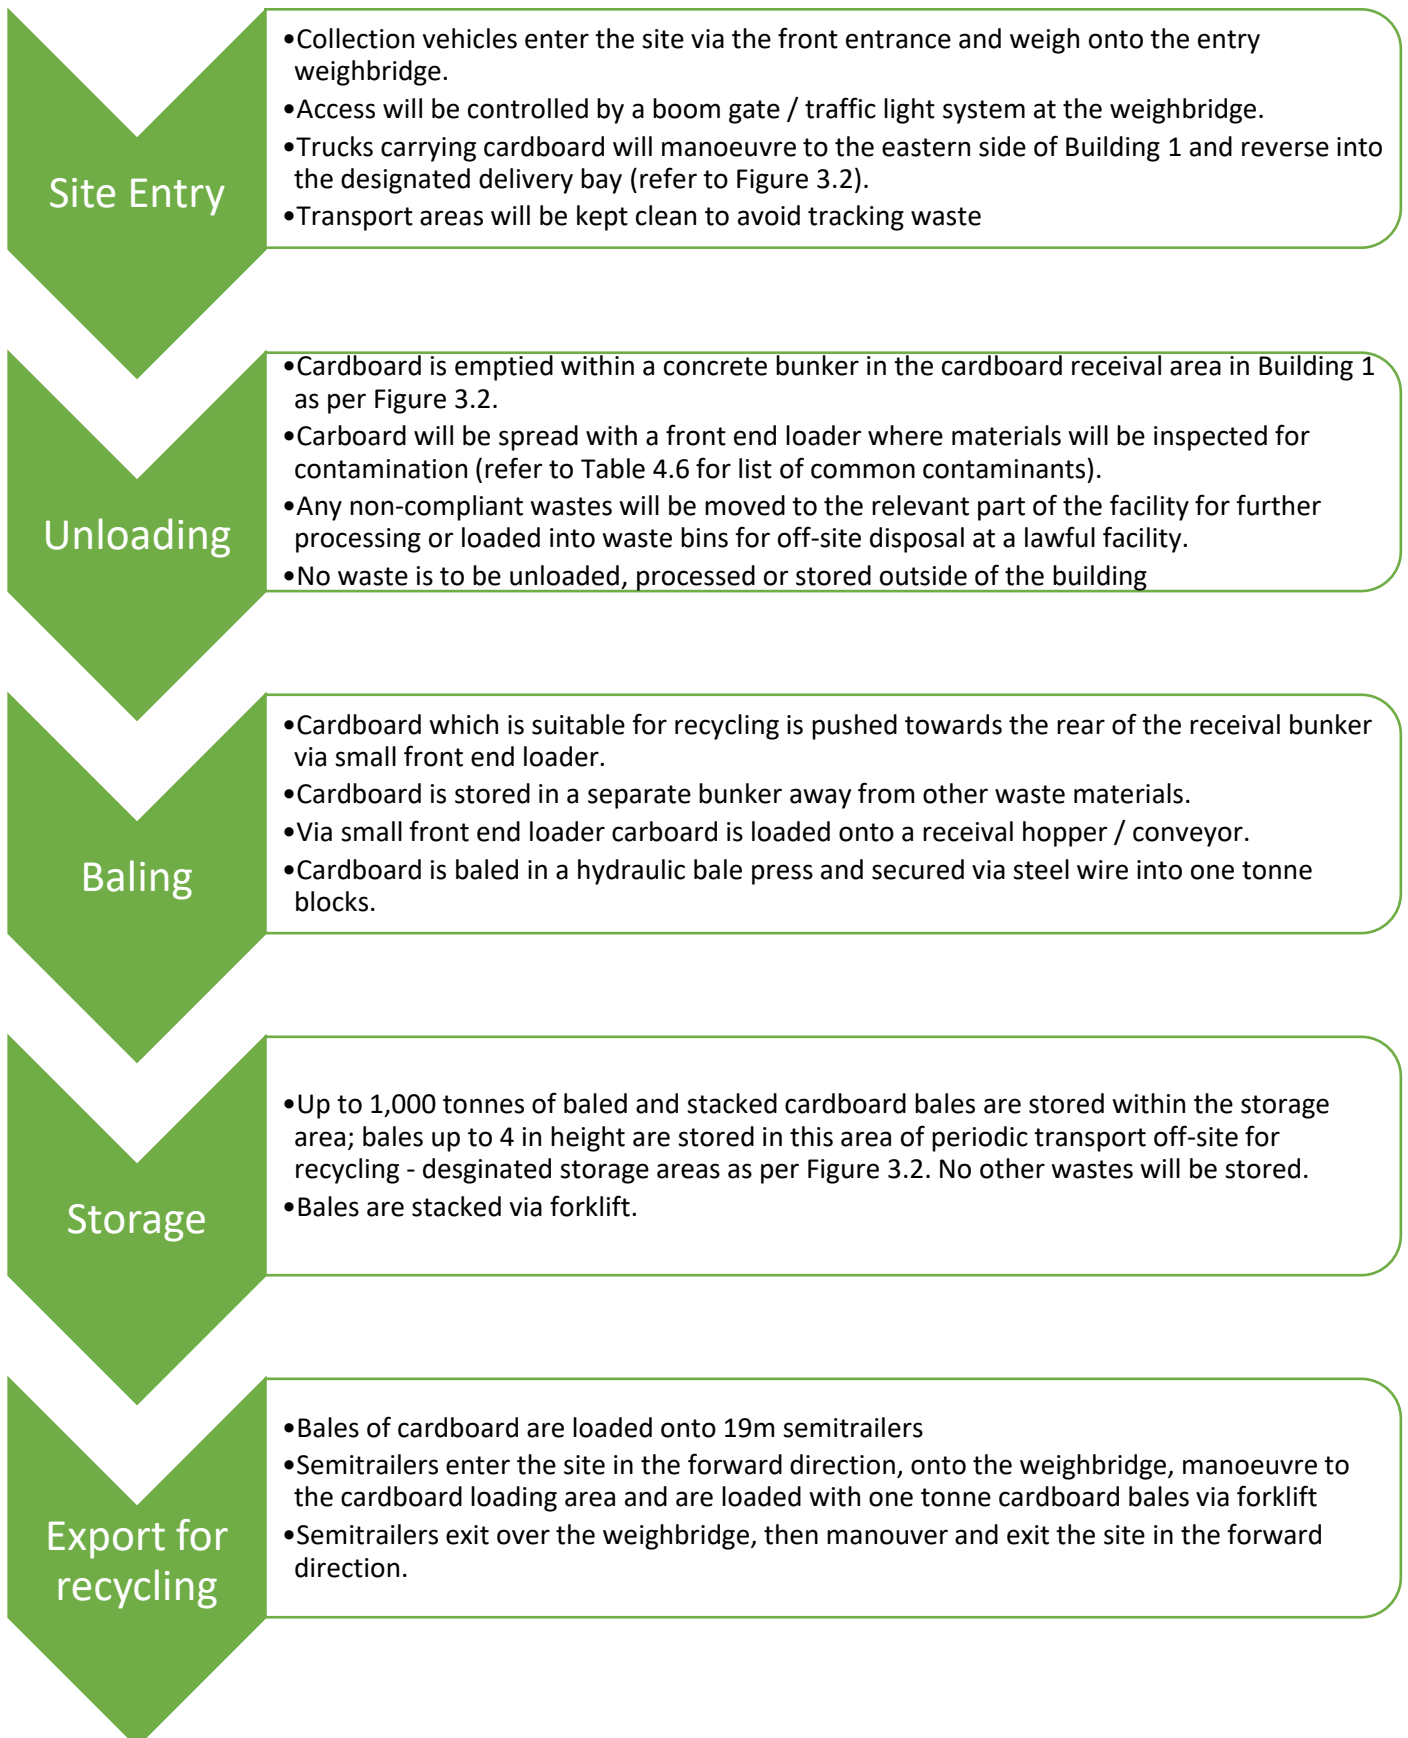 Site Entry
•Collection vehicles enter the site via the front entrance and weigh onto the entry
weighbridge.
•Access will be controlled by a boom gate / traffic light system at the weighbridge.
•Trucks carrying cardboard will manoeuvre to the eastern side of Building 1 and reverse into
the designated delivery bay (refer to Figure 3.2).
•Transport areas will be kept clean to avoid tracking waste
Unloading
•Cardboard is emptied within a concrete bunker in the cardboard receival area in Building 1
as per Figure 3.2.
•Carboard will be spread with a front end loader where materials will be inspected for
contamination (refer to Table 4.6 for list of common contaminants).
•Any non-compliant wastes will be moved to the relevant part of the facility for further
processing or loaded into waste bins for off-site disposal at a lawful facility.
•No waste is to be unloaded, processed or stored outside of the building
Baling
•Cardboard which is suitable for recycling is pushed towards the rear of the receival bunker
via small front end loader.
•Cardboard is stored in a separate bunker away from other waste materials.
•Via small front end loader carboard is loaded onto a receival hopper / conveyor.
•Cardboard is baled in a hydraulic bale press and secured via steel wire into one tonne
blocks.
Storage
•Up to 1,000 tonnes of baled and stacked cardboard bales are stored within the storage
area; bales up to 4 in height are stored in this area of periodic transport off-site for
recycling - desginated storage areas as per Figure 3.2. No other wastes will be stored.
•Bales are stacked via forklift.
Export for
recycling
•Bales of cardboard are loaded onto 19m semitrailers
•Semitrailers enter the site in the forward direction, onto the weighbridge, manoeuvre to
the cardboard loading area and are loaded with one tonne cardboard bales via forklift
•Semitrailers exit over the weighbridge, then manouver and exit the site in the forward
direction.